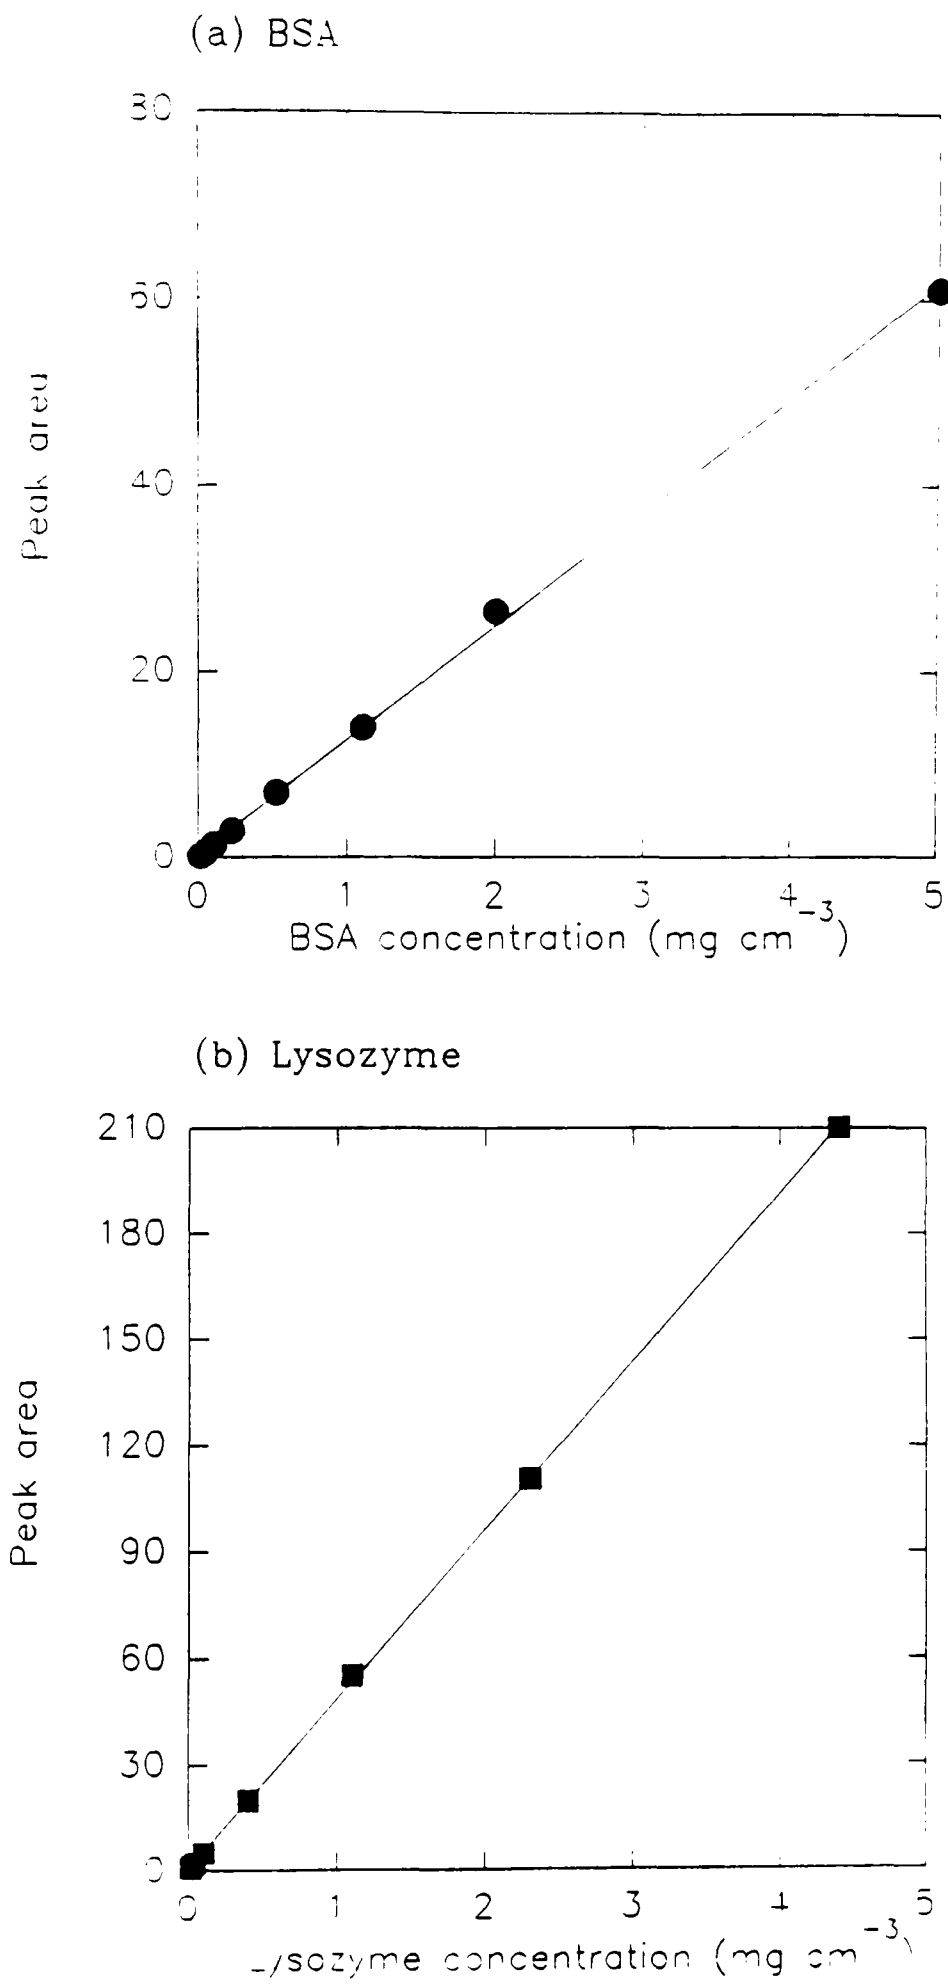 (a) BSA
80
60
40
20
0
Peak area
0 1 2 3 4 5
BSA concentration (mg cm⁻³)
(b) Lysozyme
210
180
150
120
90
60
30
0
Peak area
0 1 2 3 4 5
Lysozyme concentration (mg cm⁻³)